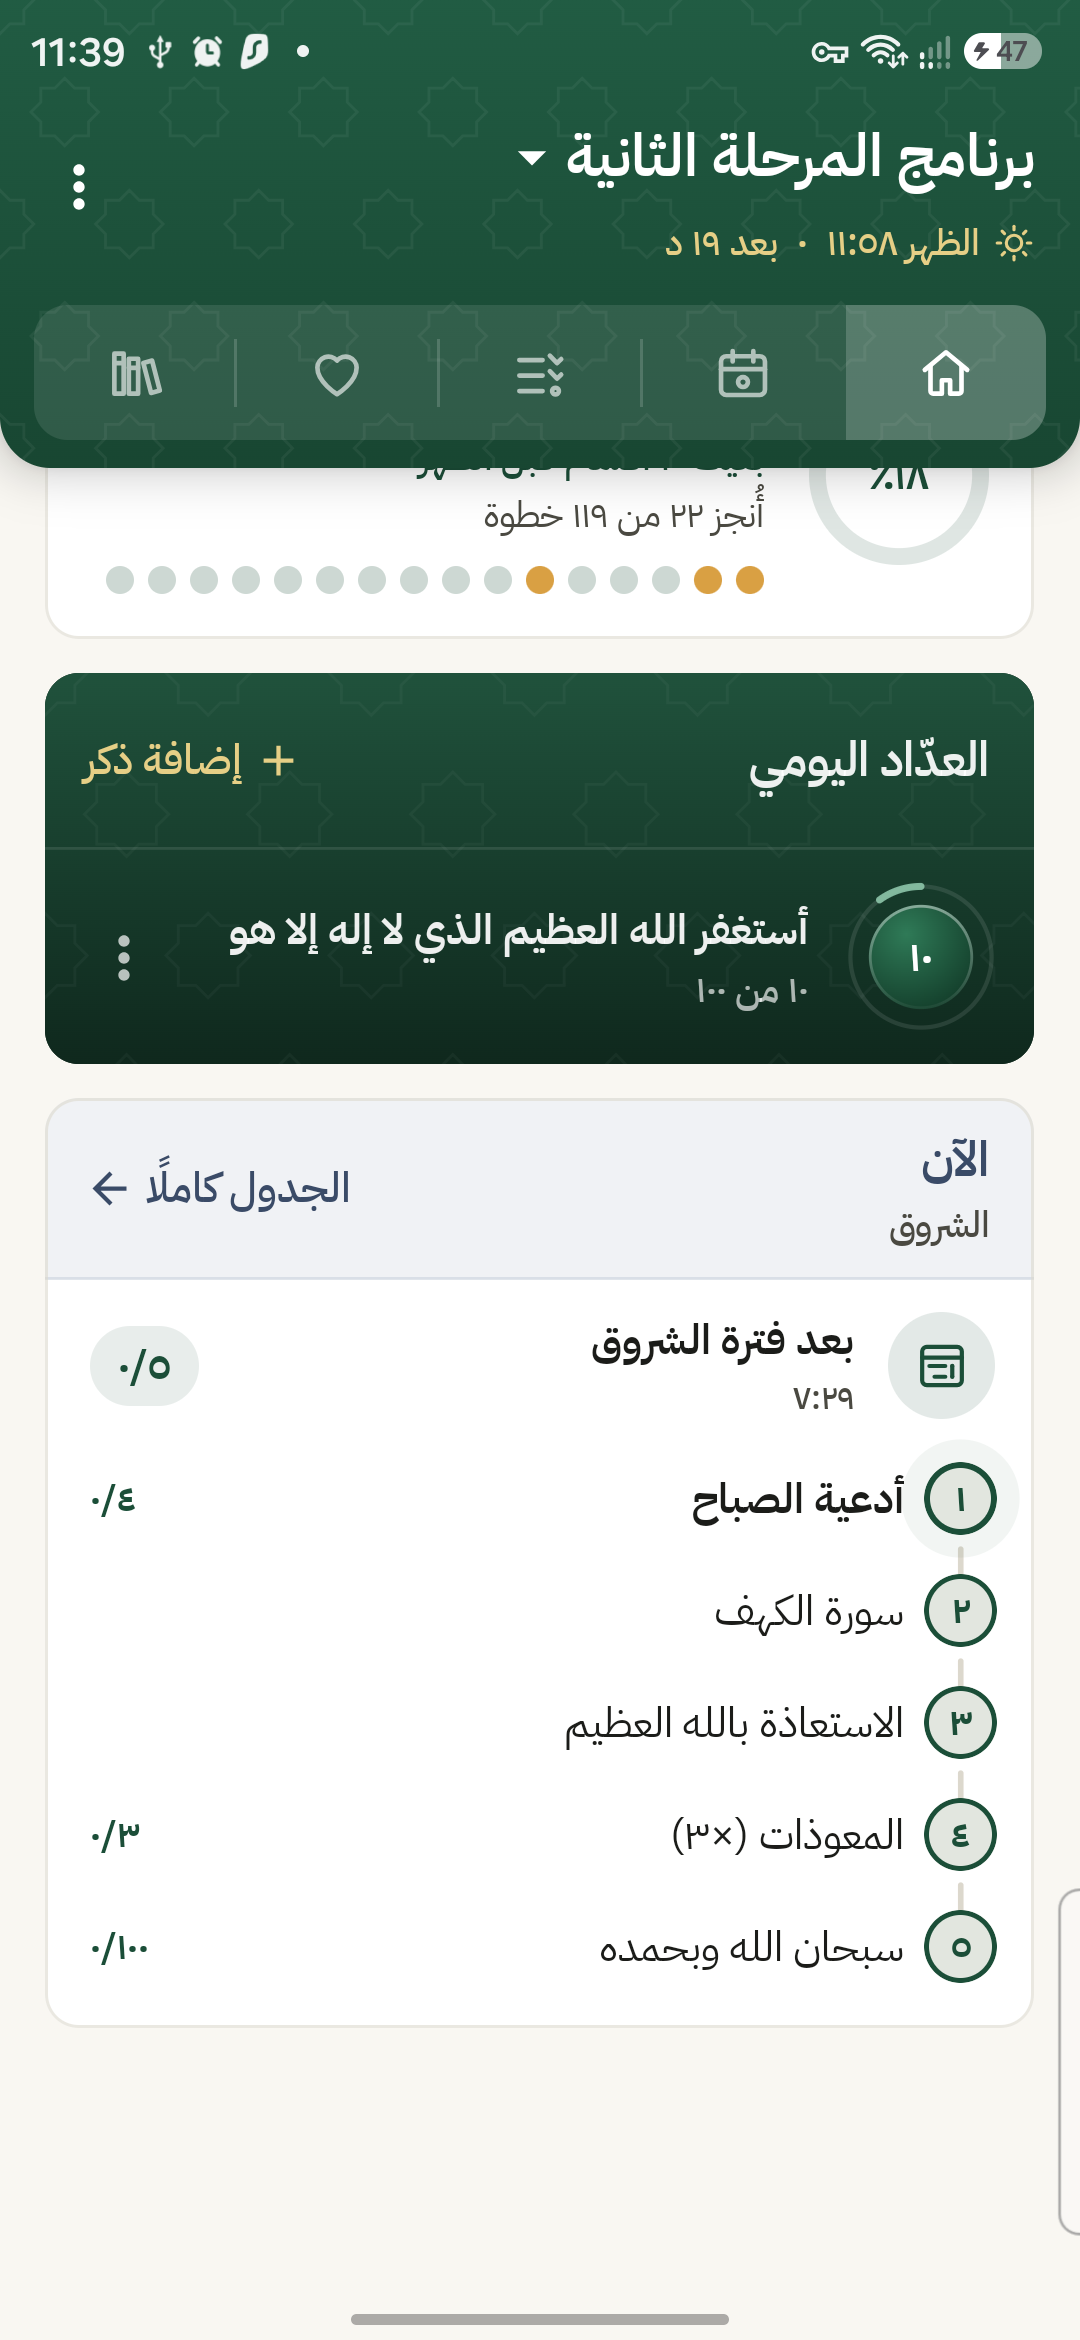 11:39
47
برنامج المرحلة الثانية
الظهر ١١:٥٨ • بعد ١٩ د
٪١٨
أُنجز ٢٢ من ١١٩ خطوة
العدّاد اليومي
إضافة ذكر
أستغفر الله العظيم الذي لا إله إلا هو
١٠
١٠ من ١٠٠
الآن
الجدول كاملًا
الشروق
بعد فترة الشروق
٠/٥
٧:٢٩
١ أدعية الصباح ٠/٤
٢ سورة الكهف
٣ الاستعاذة بالله العظيم
٤ المعوذات (×٣) ٠/٣
٥ سبحان الله وبحمده ٠/١٠٠